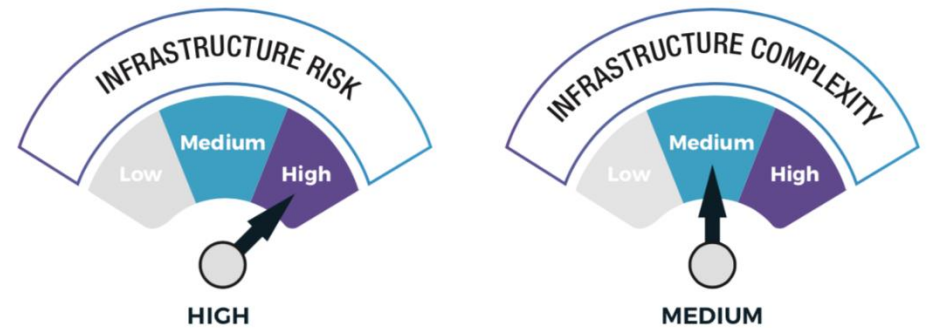 INFRASTRUCTURE RISK
Low
Medium
High
HIGH
INFRASTRUCTURE COMPLEXITY
Low
Medium
High
MEDIUM